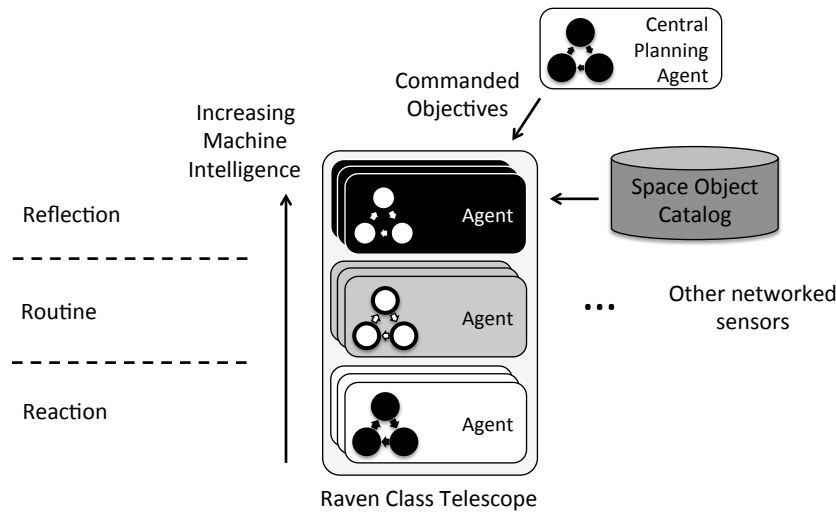 Central
Planning
Agent
Commanded
Objectives
Increasing
Machine
Intelligence
Reflection
Agent
Space Object
Catalog
Routine
Agent
...
Other networked
sensors
Reaction
Agent
Raven Class Telescope